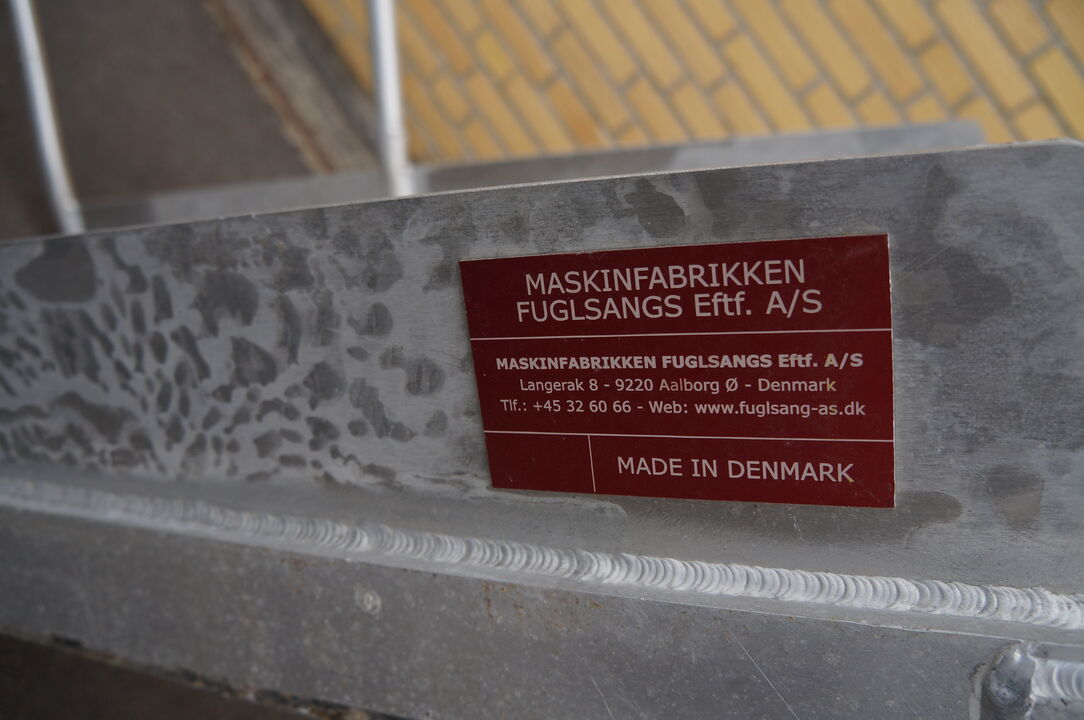 MASKINFABRIKKEN
FUGLSANGS Eftf. A/S
MASKINFABRIKKEN FUGLSANGS Eftf. A/S
Langerak 8 - 9220 Aalborg Ø - Denmark
Tlf.: +45 32 60 66 - Web: www.fuglsang-as.dk
MADE IN DENMARK